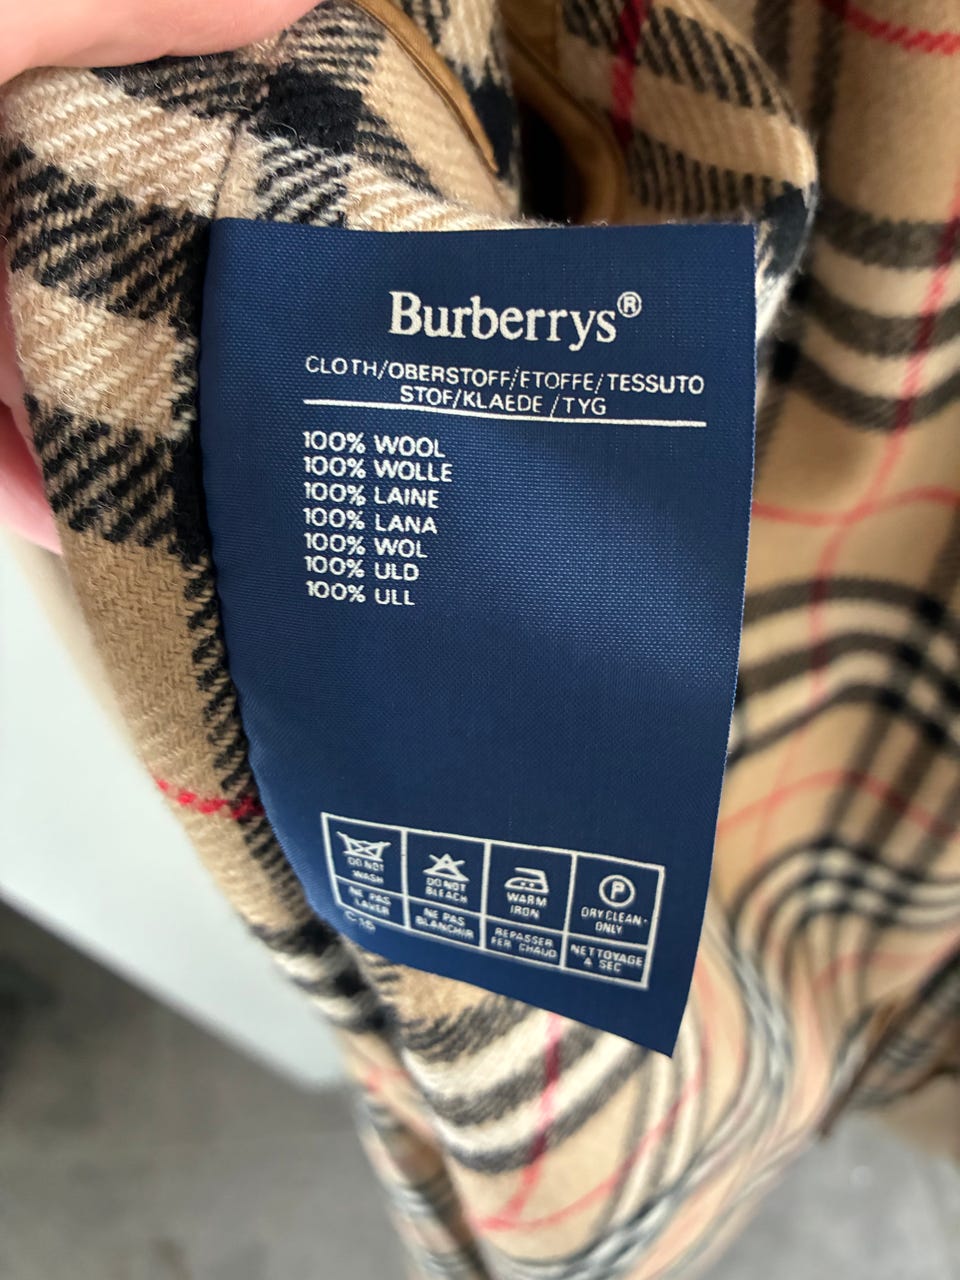 Burberrys®
CLOTH/OBERSTOFF/ETOFFE/TESSUTO
STOF/KLAEDE/TYG
100% WOOL
100% WOLLE
100% LAINE
100% LANA
100% WOL
100% ULD
100% ULL
DO NOT
WASH
NE PAS
LAVER
DO NOT
BLEACH
NE PAS
BLANCHIR
WARM
IRON
REPASSER
FER CHAUD
P
DRY CLEAN-
ONLY
NETTOYAGE
A SEC